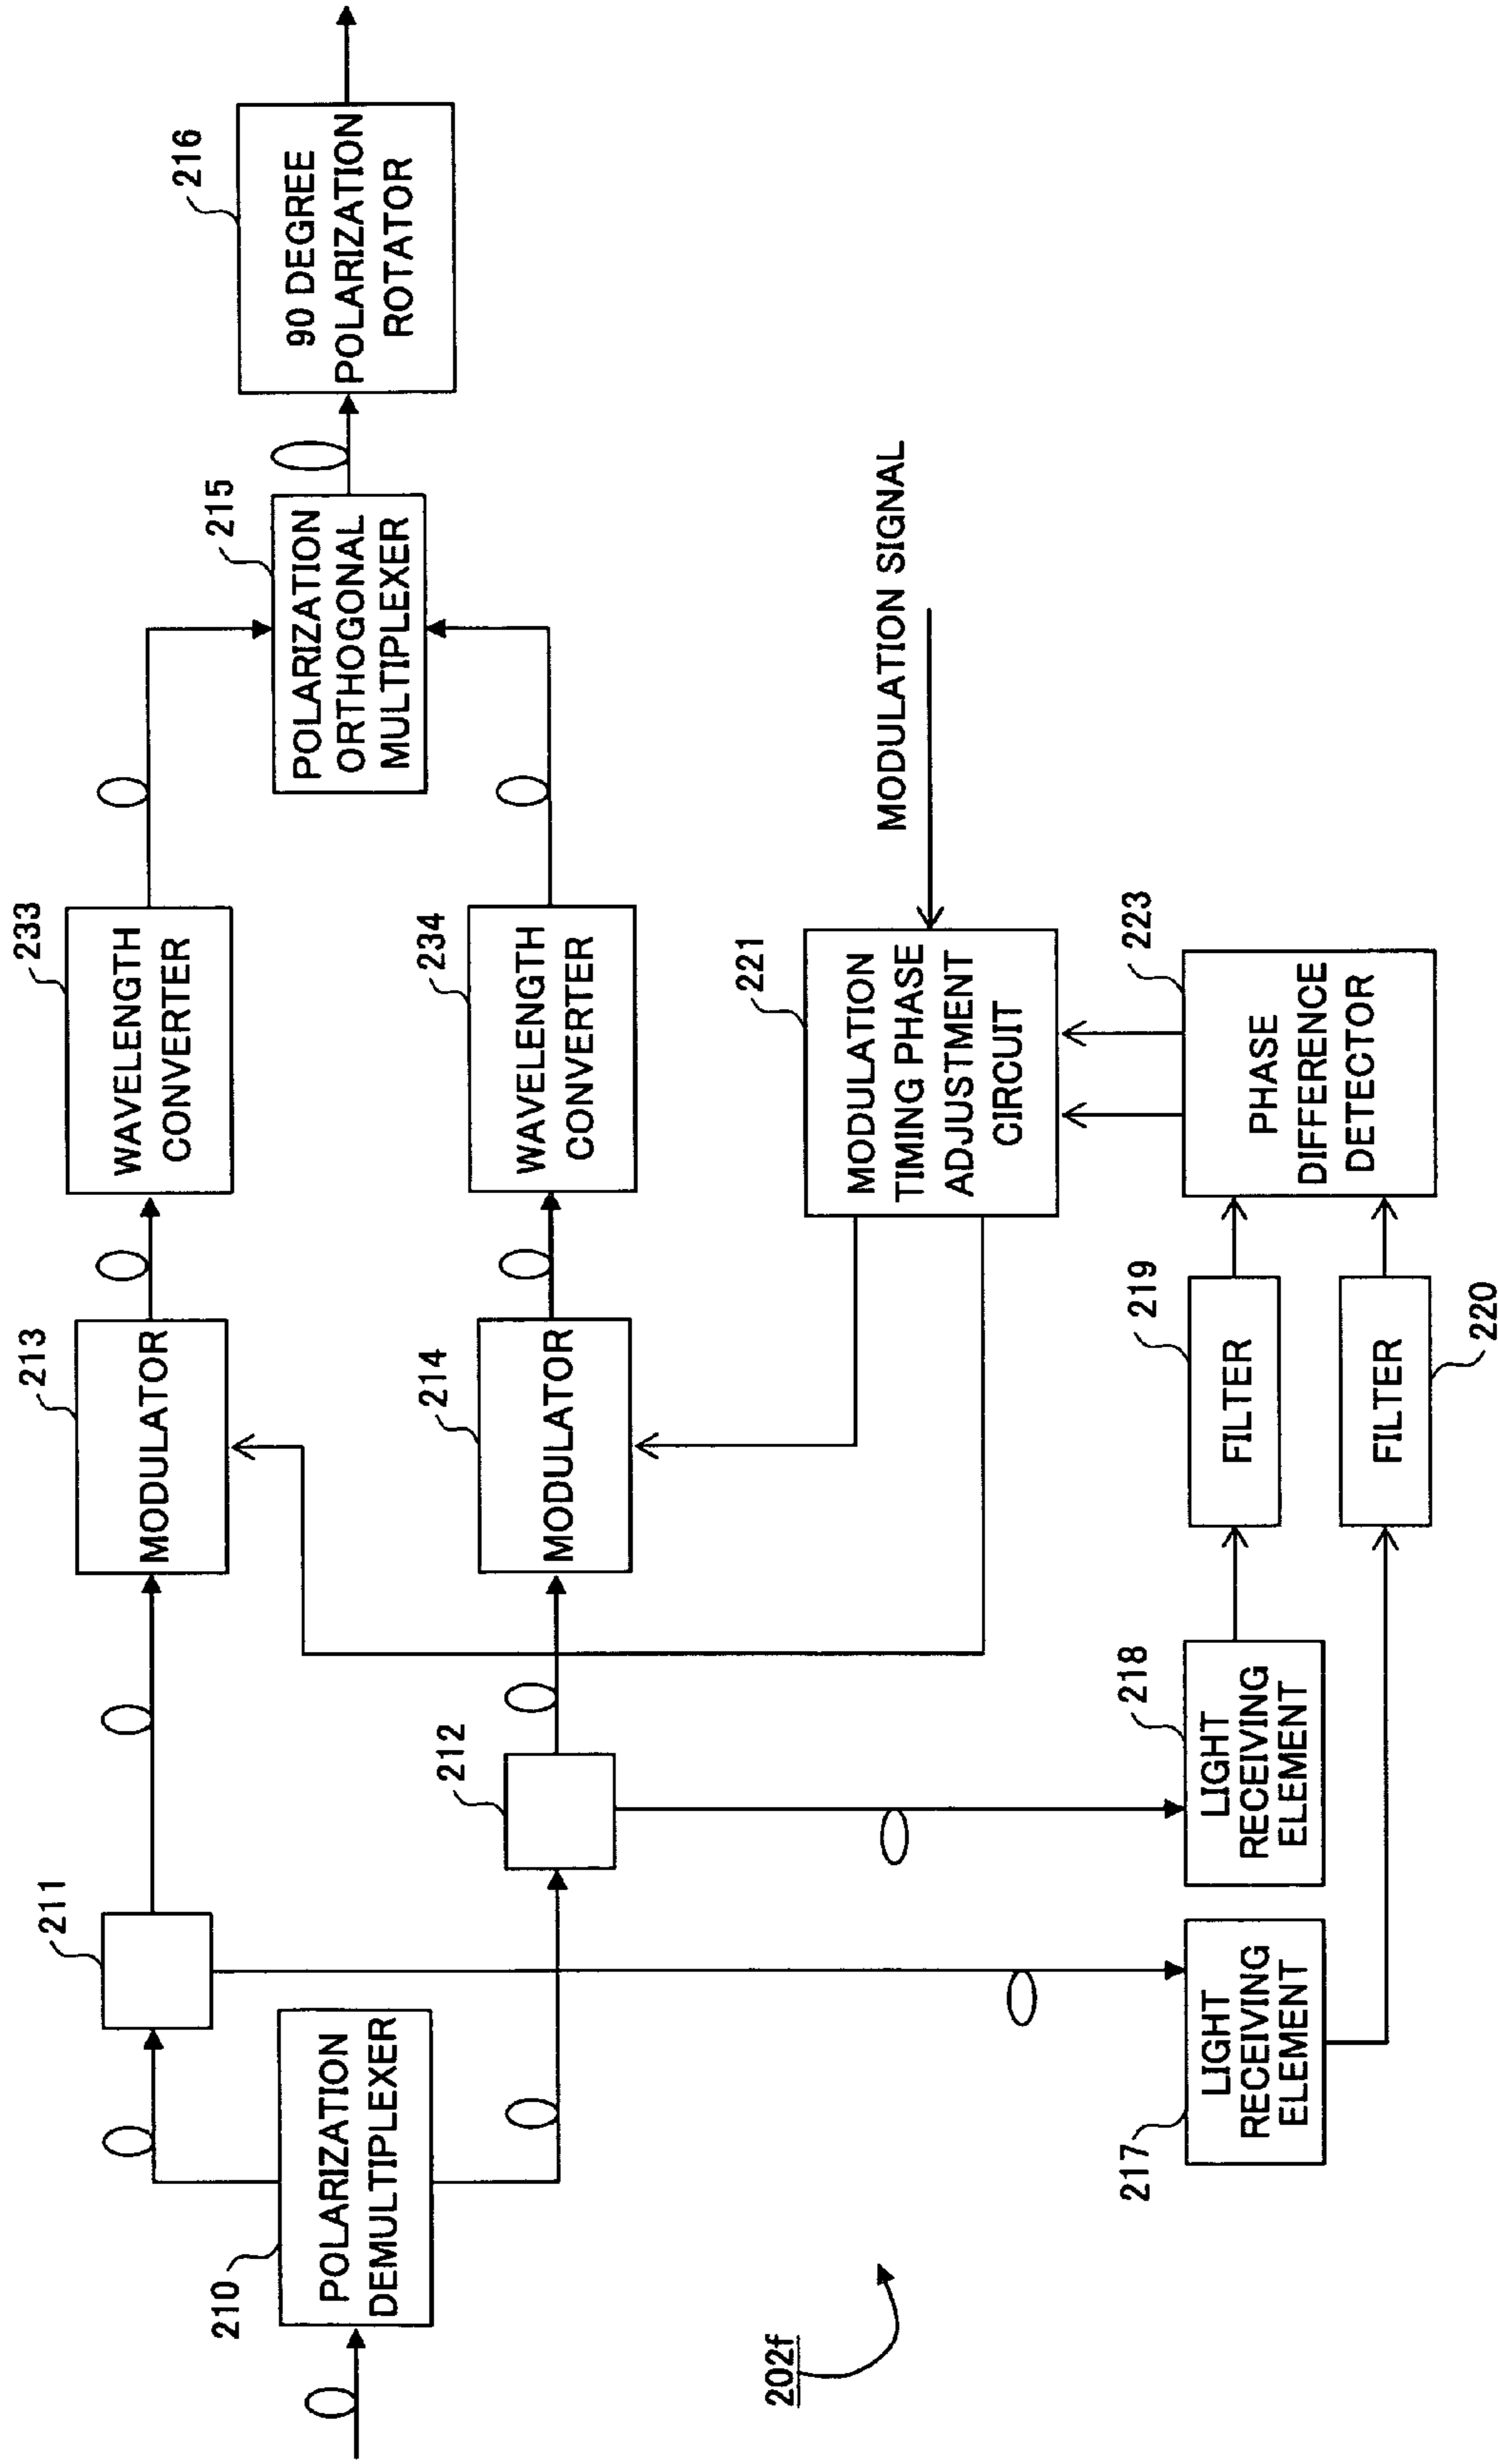 210
POLARIZATION
DEMULTIPLEXER
211
212
213
MODULATOR
214
MODULATOR
233
WAVELENGTH
CONVERTER
234
WAVELENGTH
CONVERTER
215
POLARIZATION
ORTHOGONAL
MULTIPLEXER
216
90 DEGREE
POLARIZATION
ROTATOR
MODULATION SIGNAL
221
MODULATION
TIMING PHASE
ADJUSTMENT
CIRCUIT
223
PHASE
DIFFERENCE
DETECTOR
217
LIGHT
RECEIVING
ELEMENT
218
LIGHT
RECEIVING
ELEMENT
219
FILTER
FILTER
220
202f